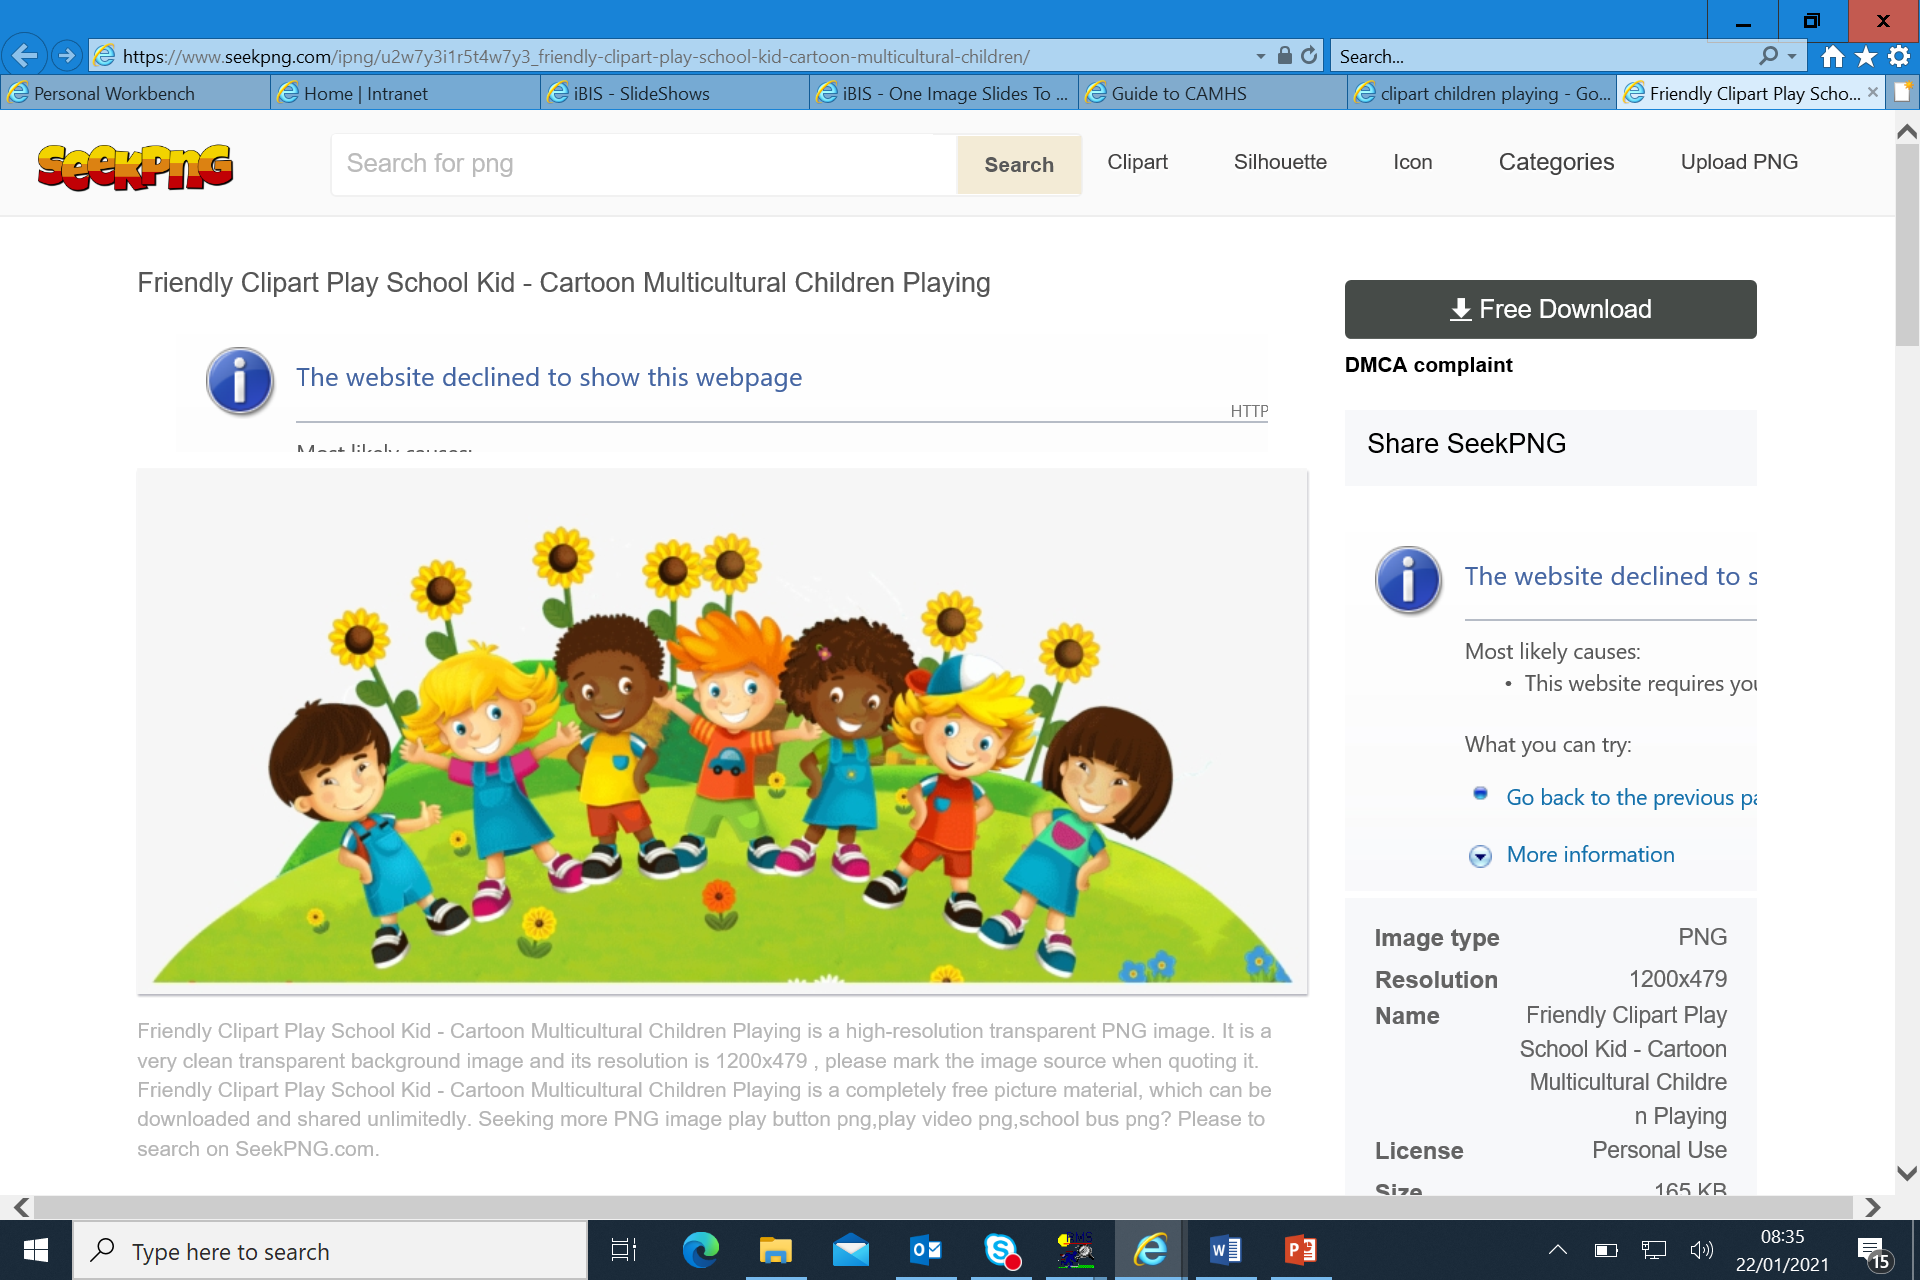 https://www.seekpng.com/ipng/u2w7y3i1r5t4w7y3_friendly-clipart-play-school-kid-cartoon-multicultural-children/
Search...
Personal Workbench
Home | Intranet
iBIS - SlideShows
iBIS - One Image Slides To ...
Guide to CAMHS
clipart children playing - Go...
Friendly Clipart Play Scho...
SeekPnG
Search for png
Search
Clipart
Silhouette
Icon
Categories
Upload PNG
Friendly Clipart Play School Kid - Cartoon Multicultural Children Playing
The website declined to show this webpage
HTTP
Most likely causes:
Free Download
DMCA complaint
Share SeekPNG
The website declined to s
Most likely causes:
• This website requires you
What you can try:
Go back to the previous pa
More information
Image type PNG
Resolution 1200x479
Name Friendly Clipart Play
School Kid - Cartoon
Multicultural Childre
n Playing
License Personal Use
Size 165 KB
Friendly Clipart Play School Kid - Cartoon Multicultural Children Playing is a high-resolution transparent PNG image. It is a
very clean transparent background image and its resolution is 1200x479 , please mark the image source when quoting it.
Friendly Clipart Play School Kid - Cartoon Multicultural Children Playing is a completely free picture material, which can be
downloaded and shared unlimitedly. Seeking more PNG image play button png,play video png,school bus png? Please to
search on SeekPNG.com.
Type here to search
RMS
08:35
22/01/2021
15